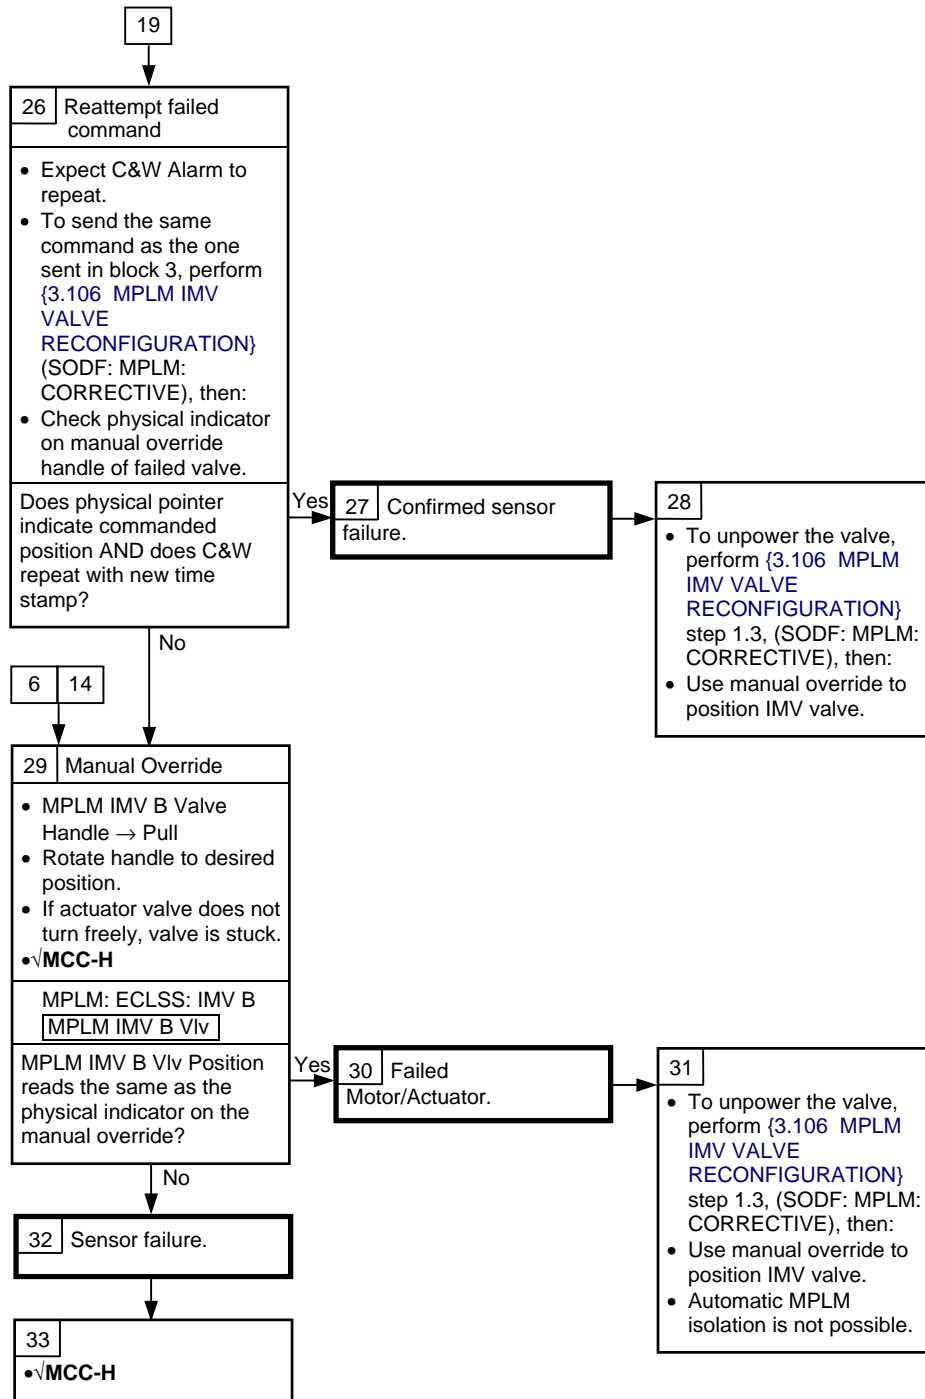 19
26 Reattempt failed
command
• Expect C&W Alarm to
repeat.
• To send the same
command as the one
sent in block 3, perform
{3.106 MPLM IMV
VALVE
RECONFIGURATION}
(SODF: MPLM:
CORRECTIVE), then:
• Check physical indicator
on manual override
handle of failed valve.
Does physical pointer
indicate commanded
position AND does C&W
repeat with new time
stamp?
Yes
27 Confirmed sensor
failure.
28
• To unpower the valve,
perform {3.106 MPLM
IMV VALVE
RECONFIGURATION}
step 1.3, (SODF: MPLM:
CORRECTIVE), then:
• Use manual override to
position IMV valve.
No
6 14
29 Manual Override
• MPLM IMV B Valve
Handle → Pull
• Rotate handle to desired
position.
• If actuator valve does not
turn freely, valve is stuck.
•√MCC-H
MPLM: ECLSS: IMV B
MPLM IMV B Vlv
MPLM IMV B Vlv Position
reads the same as the
physical indicator on the
manual override?
Yes
30 Failed
Motor/Actuator.
31
• To unpower the valve,
perform {3.106 MPLM
IMV VALVE
RECONFIGURATION}
step 1.3, (SODF: MPLM:
CORRECTIVE), then:
• Use manual override to
position IMV valve.
• Automatic MPLM
isolation is not possible.
No
32 Sensor failure.
33
•√MCC-H